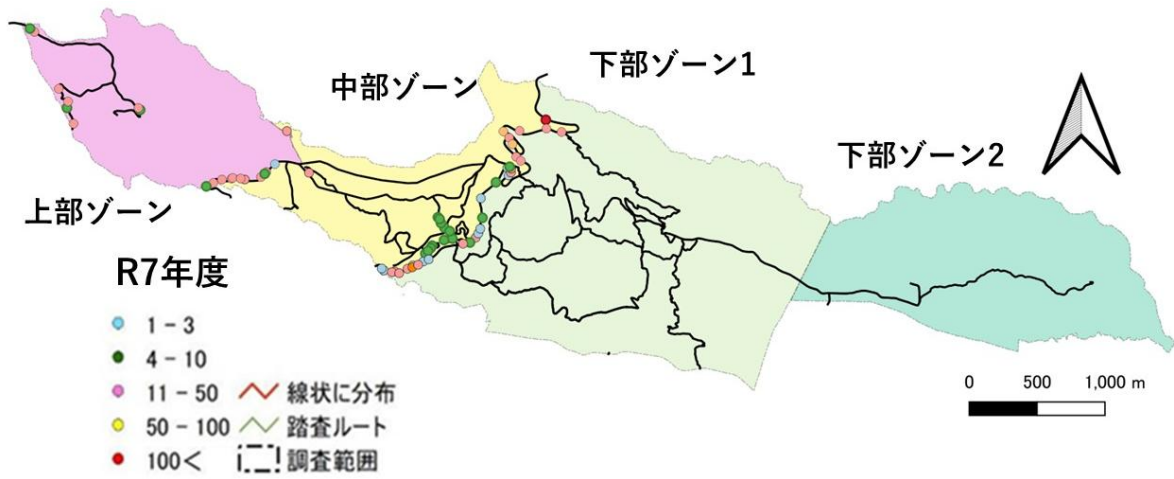 下部ゾーン1
中部ゾーン
下部ゾーン2
上部ゾーン
R7年度
1 − 3
4 − 10
11 − 50
線状に分布
50 − 100
踏査ルート
100<
調査範囲
0 500 1,000 m